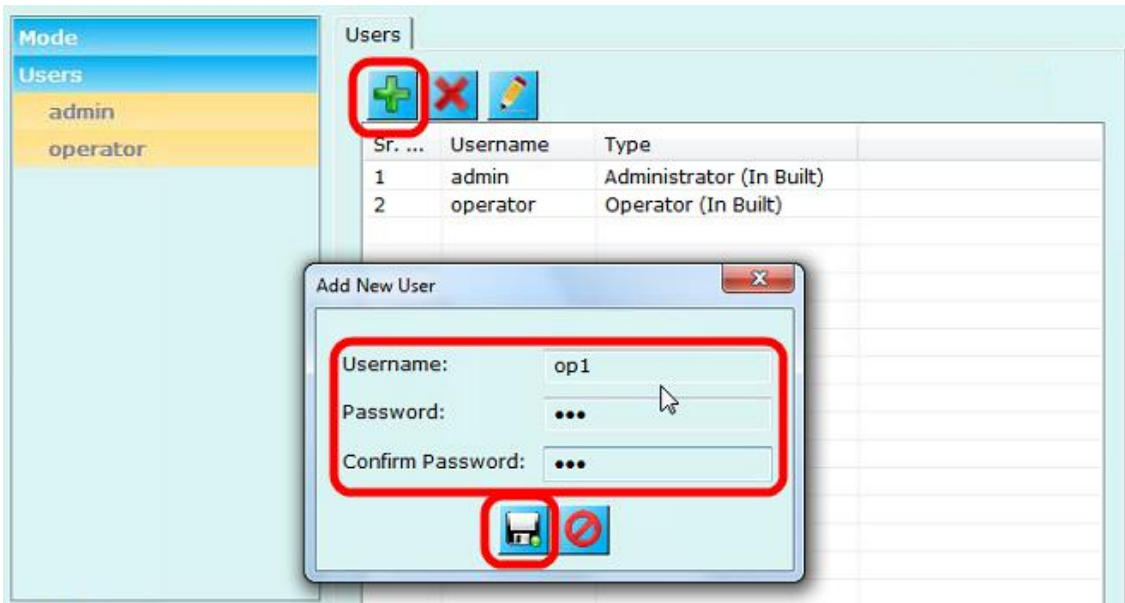 Mode
Users
admin
operator
Users
Sr. ... Username Type
1 admin Administrator (In Built)
2 operator Operator (In Built)
Add New User
Username: op1
Password: •••
Confirm Password: •••